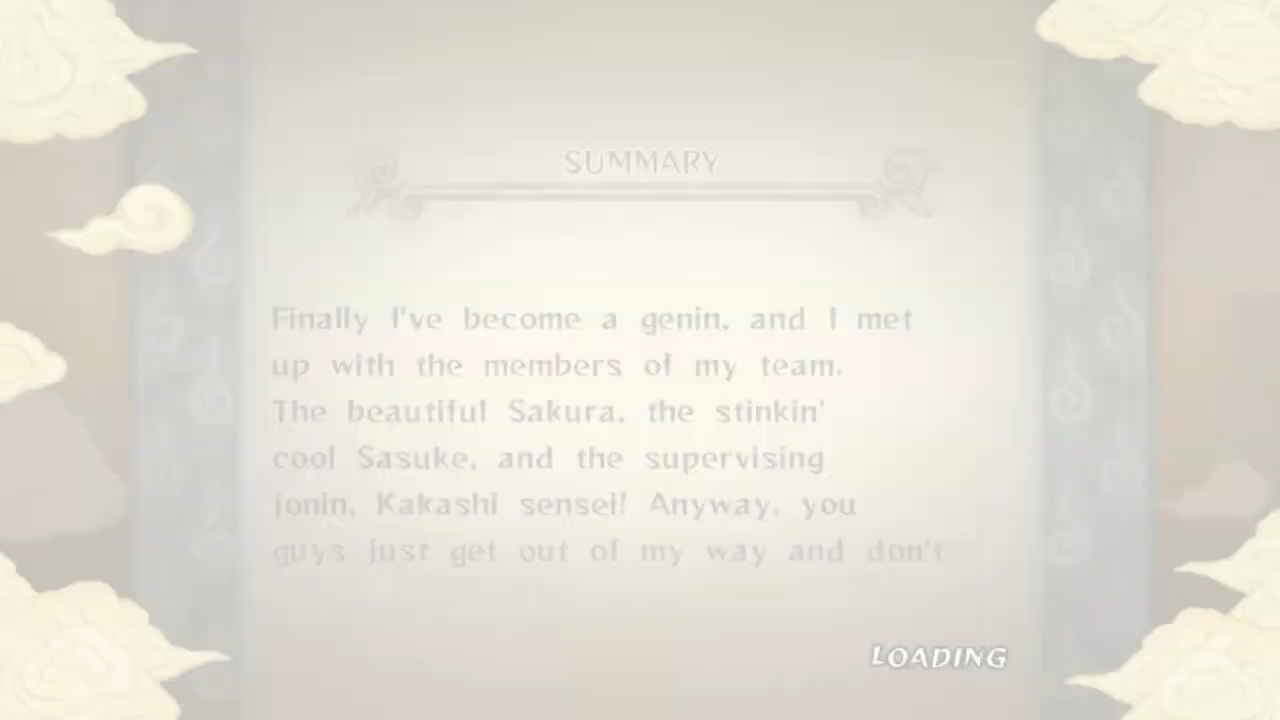 SUMMARY
Finally I've become a genin, and I met
up with the members of my team.
The beautiful Sakura, the stinkin'
cool Sasuke, and the supervising
jonin, Kakashi sensei! Anyway, you
guys just get out of my way and don't
LOADING